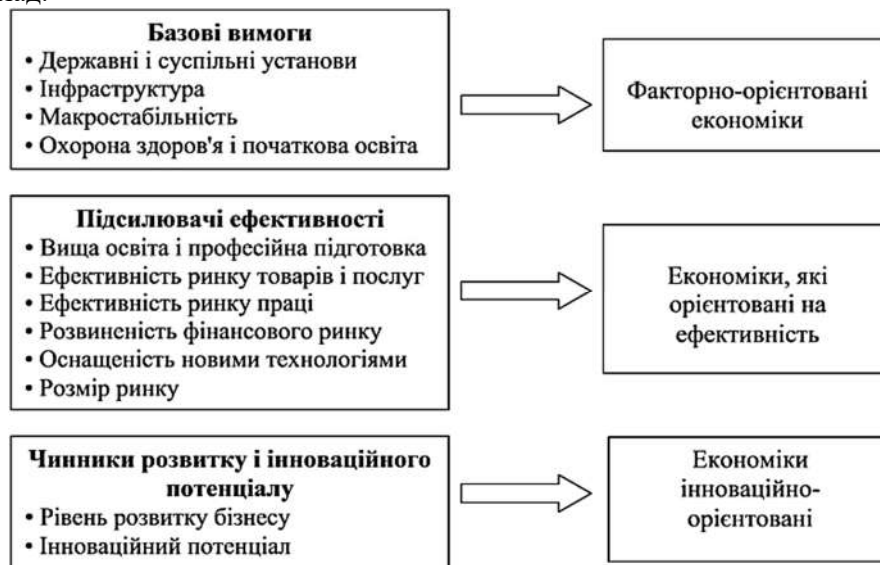 Базові вимоги
• Державні і суспільні установи
• Інфраструктура
• Макростабільність
• Охорона здоров'я і початкова освіта
Факторно-орієнтовані
економіки
Підсилювачі ефективності
• Вища освіта і професійна підготовка
• Ефективність ринку товарів і послуг
• Ефективність ринку праці
• Розвиненість фінансового ринку
• Оснащеність новими технологіями
• Розмір ринку
Економіки, які
орієнтовані на
ефективність
Чинники розвитку і інноваційного
потенціалу
• Рівень розвитку бізнесу
• Інноваційний потенціал
Економіки
інноваційно-
орієнтовані